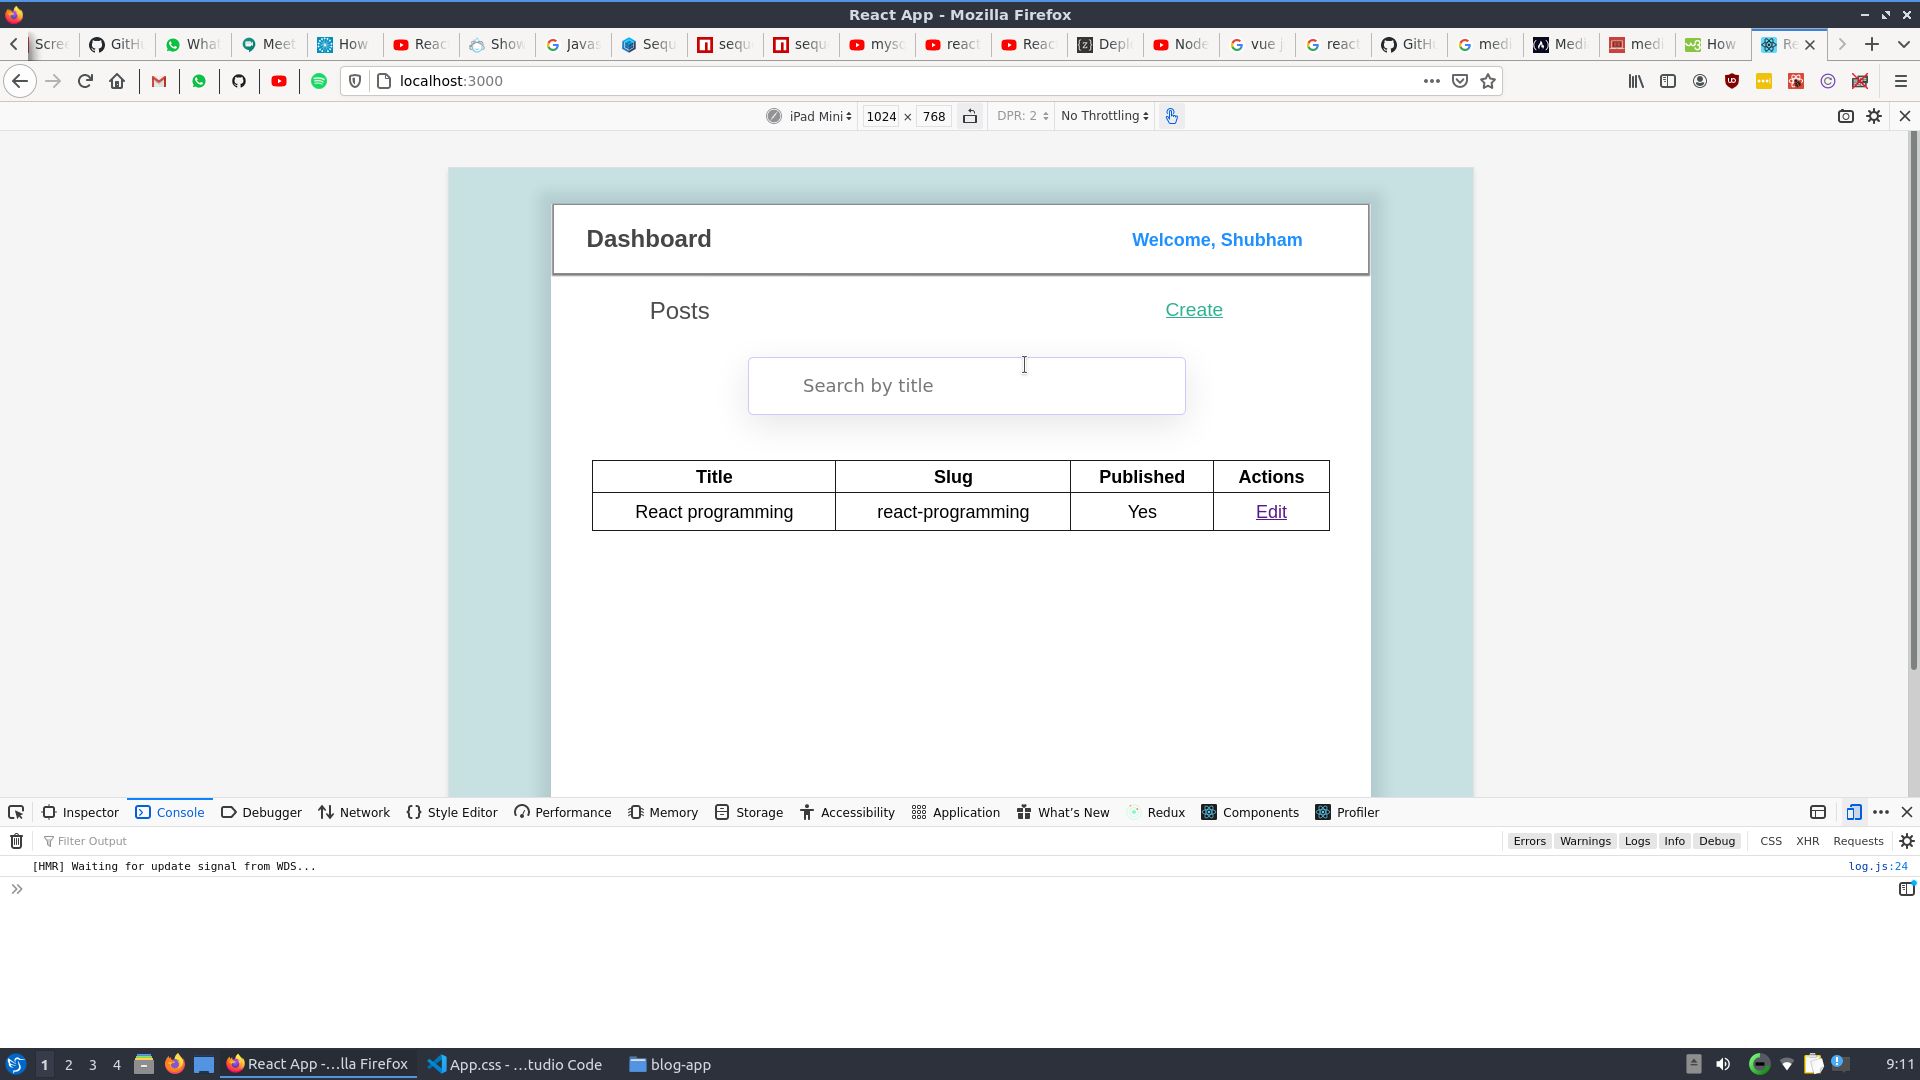 React App - Mozilla Firefox
Scree GitHu What Meet How Reac Show Javas Sequ sequ sequ mysq react Reac Depl Node vue j react GitHu medi Medi medi How Re
localhost:3000
iPad Mini 1024 × 768 DPR: 2 No Throttling
Dashboard Welcome, Shubham
Posts Create
Search by title
Title Slug Published Actions
React programming react-programming Yes Edit
Inspector Console Debugger Network Style Editor Performance Memory Storage Accessibility Application What's New Redux Components Profiler
Filter Output Errors Warnings Logs Info Debug CSS XHR Requests
[HMR] Waiting for update signal from WDS... log.js:24
1 2 3 4 React App -...lla Firefox App.css - ...tudio Code blog-app 9:11